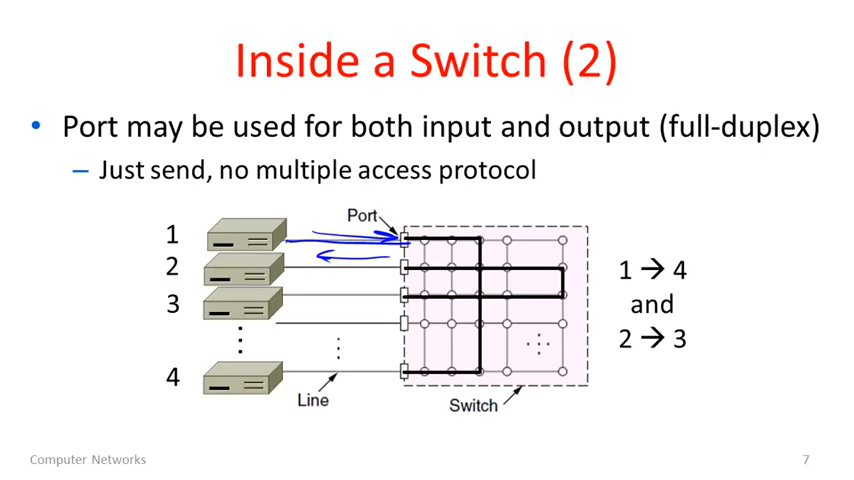 Inside a Switch (2)
• Port may be used for both input and output (full-duplex)
– Just send, no multiple access protocol
Port
1
2
3
4
1 → 4
and
2 → 3
Line
Switch
Computer Networks
7